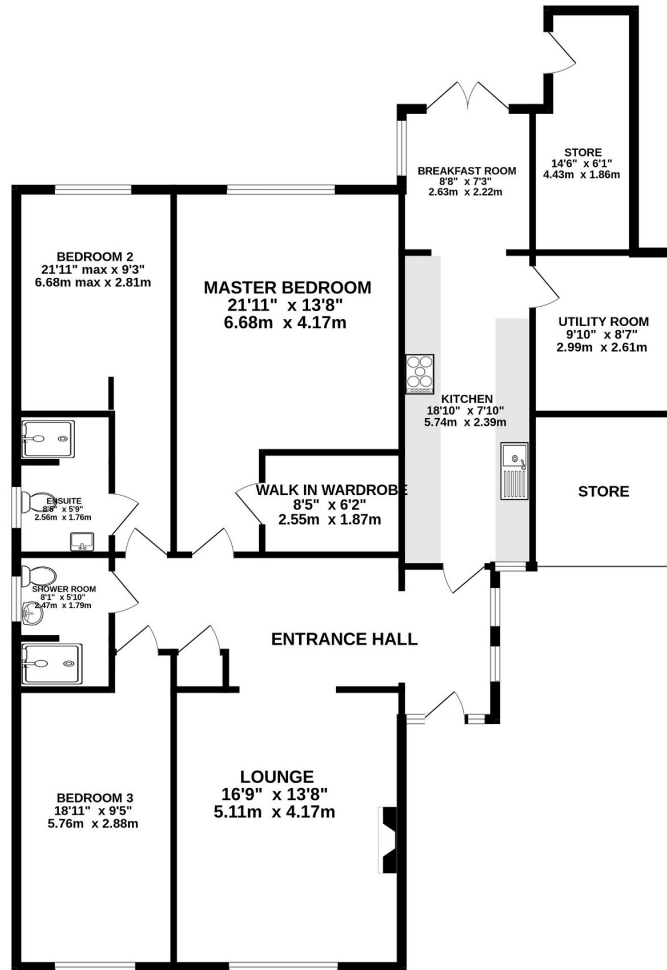 STORE
14'6" x 6'1"
4.43m x 1.86m
BREAKFAST ROOM
8'8" x 7'3"
2.63m x 2.22m
BEDROOM 2
21'11" max x 9'3"
6.68m max x 2.81m
MASTER BEDROOM
21'11" x 13'8"
6.68m x 4.17m
UTILITY ROOM
9'10" x 8'7"
2.99m x 2.61m
KITCHEN
18'10" x 7'10"
5.74m x 2.39m
WALK IN WARDROBE
8'5" x 6'2"
2.55m x 1.87m
STORE
ENSUITE
8'5" x 5'9"
2.56m x 1.76m
SHOWER ROOM
8'1" x 5'10"
2.47m x 1.79m
ENTRANCE HALL
LOUNGE
16'9" x 13'8"
5.11m x 4.17m
BEDROOM 3
18'11" x 9'5"
5.76m x 2.88m